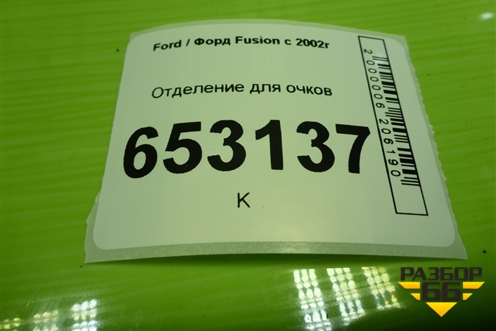 Ford / Форд Fusion с 2002г
Отделение для очков
653137
К
2000006206190
РАЗБОР
66